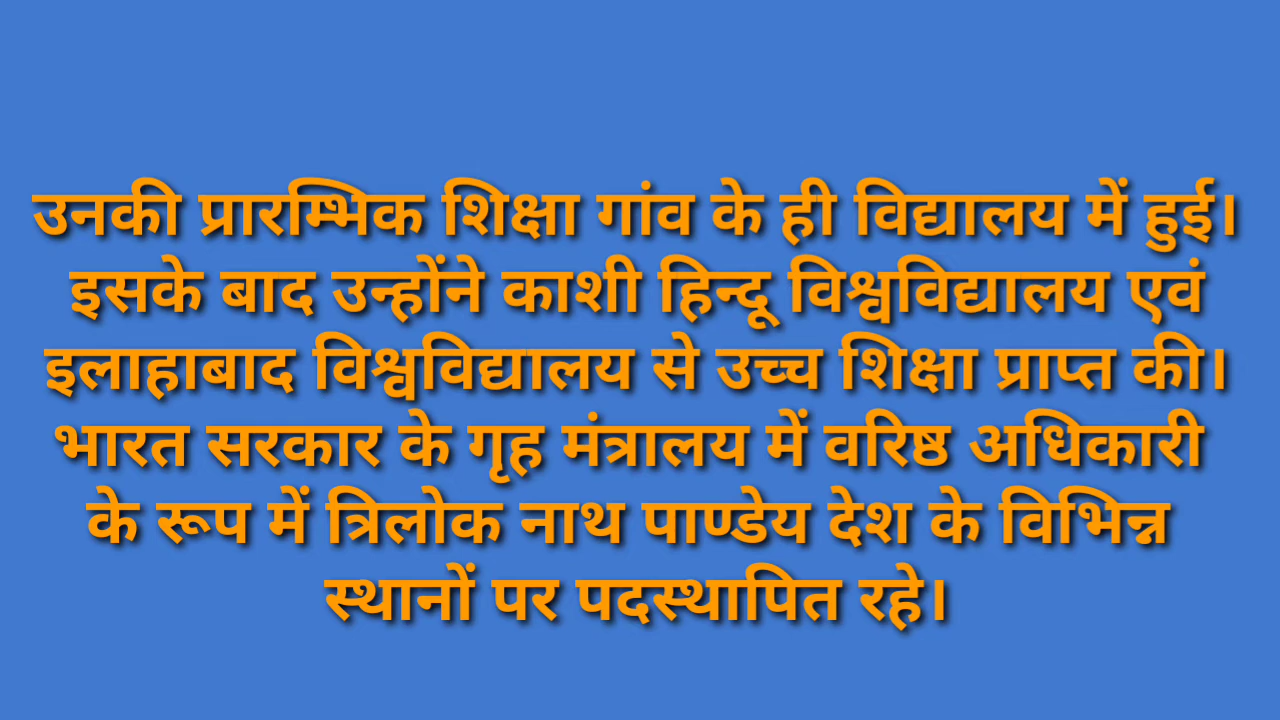 उनकी प्रारम्भिक शिक्षा गांव के ही विद्यालय में हुई।
इसके बाद उन्होंने काशी हिन्दू विश्वविद्यालय एवं
इलाहाबाद विश्वविद्यालय से उच्च शिक्षा प्राप्त की।
भारत सरकार के गृह मंत्रालय में वरिष्ठ अधिकारी
के रूप में त्रिलोक नाथ पाण्डेय देश के विभिन्न
स्थानों पर पदस्थापित रहे।